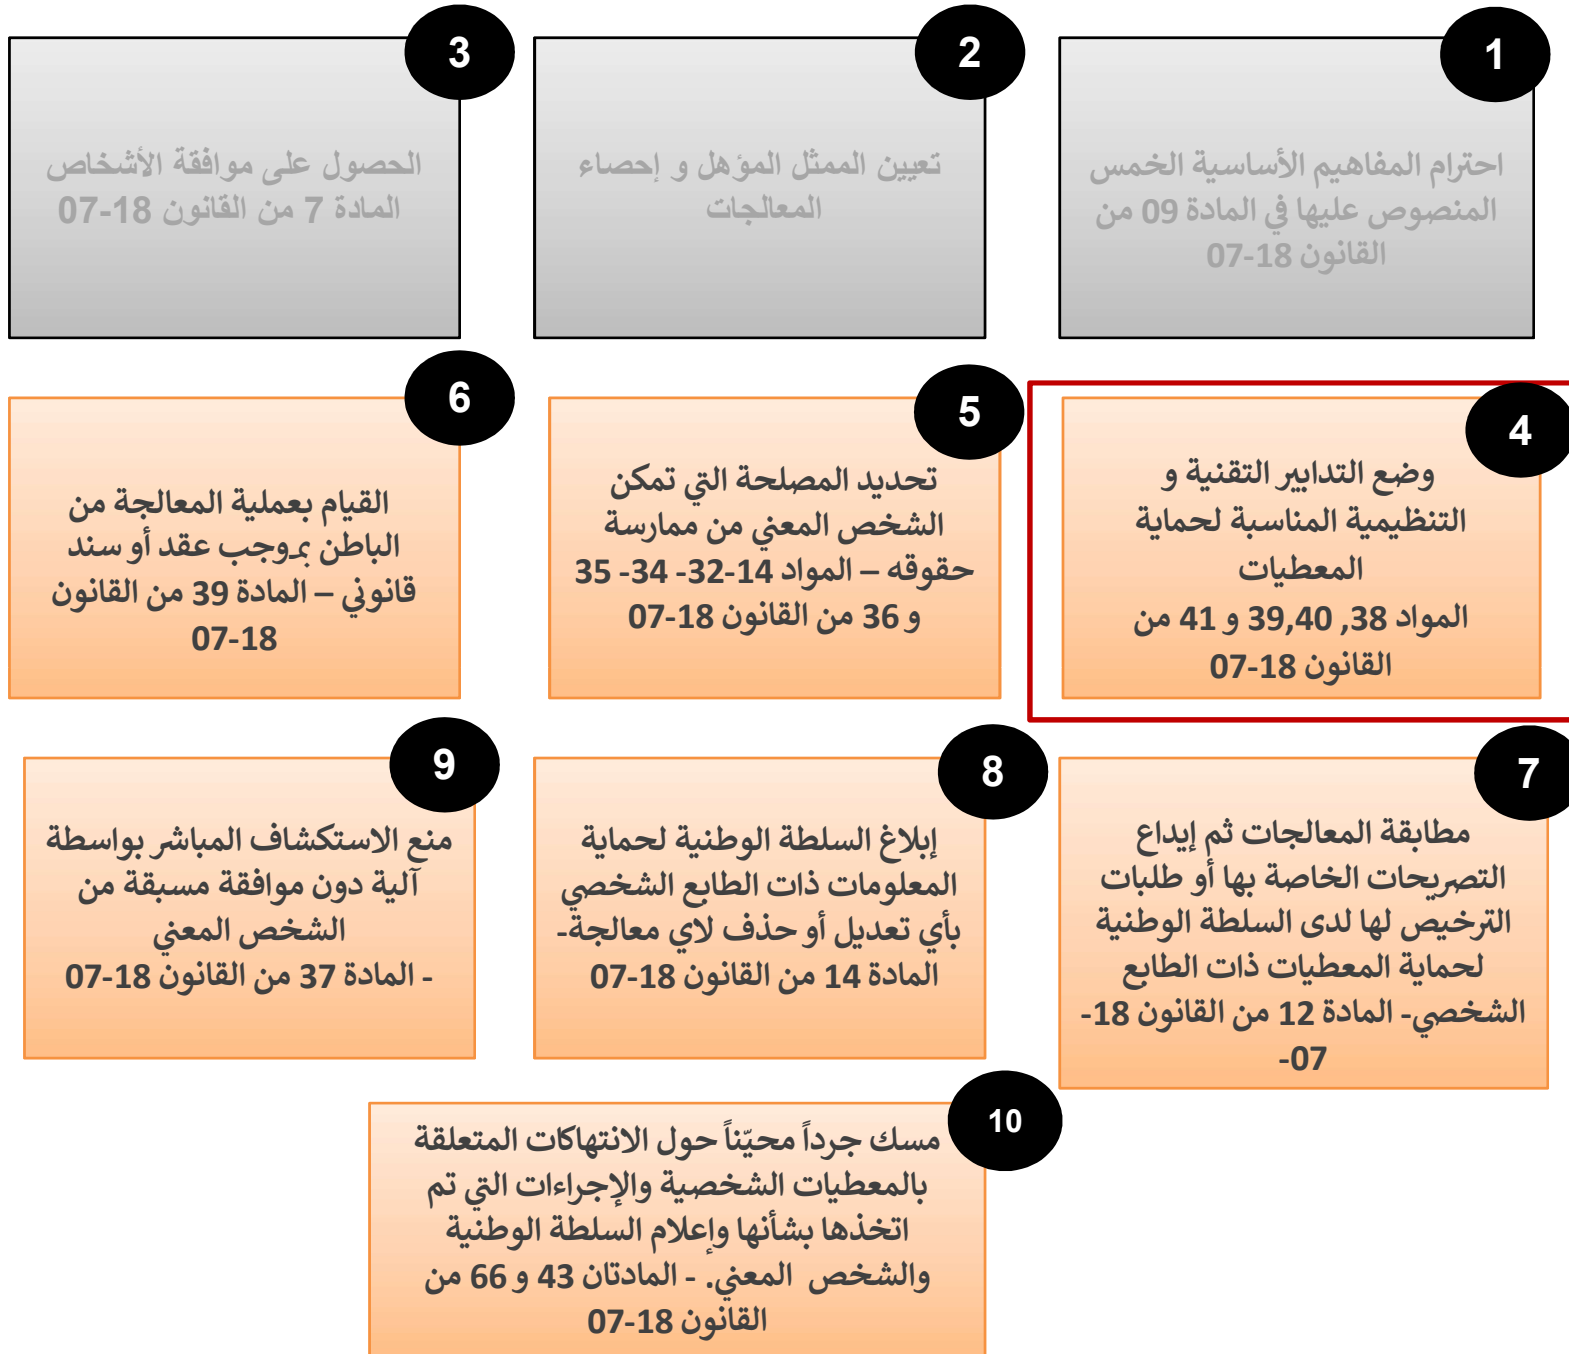 1
احترام المفاهيم الأساسية الخمس
المنصوص عليها في المادة 09 من
القانون 18-07
2
تعيين الممثل المؤهل و إحصاء
المعالجات
3
الحصول على موافقة الأشخاص
المادة 7 من القانون 18-07
4
وضع التدابير التقنية و
التنظيمية المناسبة لحماية
المعطيات
المواد 38, 39,40 و 41 من
القانون 18-07
5
تحديد المصلحة التي تمكن
الشخص المعني من ممارسة
حقوقه – المواد 14-32- 34- 35
و 36 من القانون 18-07
6
القيام بعملية المعالجة من
الباطن بموجب عقد أو سند
قانوني – المادة 39 من القانون
18-07
7
مطابقة المعالجات ثم إيداع
التصريحات الخاصة بها أو طلبات
الترخيص لها لدى السلطة الوطنية
لحماية المعطيات ذات الطابع
الشخصي- المادة 12 من القانون 18-
07-
8
إبلاغ السلطة الوطنية لحماية
المعلومات ذات الطابع الشخصي
بأي تعديل أو حذف لاي معالجة-
المادة 14 من القانون 18-07
9
منع الاستكشاف المباشر بواسطة
آلية دون موافقة مسبقة من
الشخص المعني
- المادة 37 من القانون 18-07
10
مسك جرداً محيّناً حول الانتهاكات المتعلقة
بالمعطيات الشخصية والإجراءات التي تم
اتخذها بشأنها وإعلام السلطة الوطنية
والشخص المعني. - المادتان 43 و 66 من
القانون 18-07